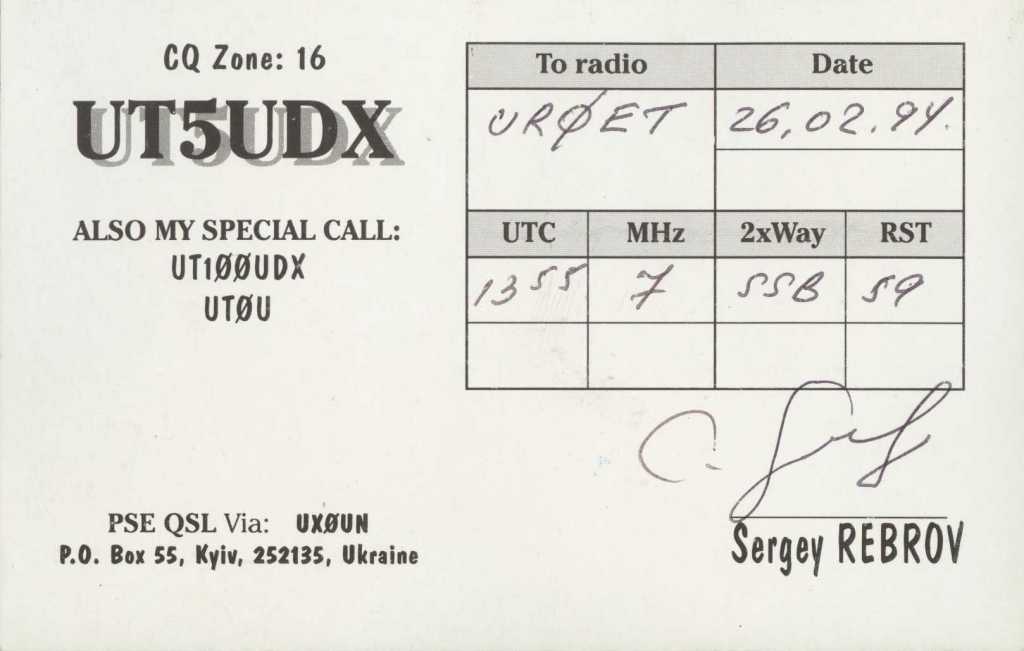 CQ Zone: 16
UT5UDX
ALSO MY SPECIAL CALL:
UT1ØØUDX
UTØU
PSE QSL Via: UXØUN
P.O. Box 55, Kyiv, 252135, Ukraine
To radio Date
URØET 26,02.94.
UTC MHz 2xWay RST
1355 7 SSB 59
Sergey REBROV